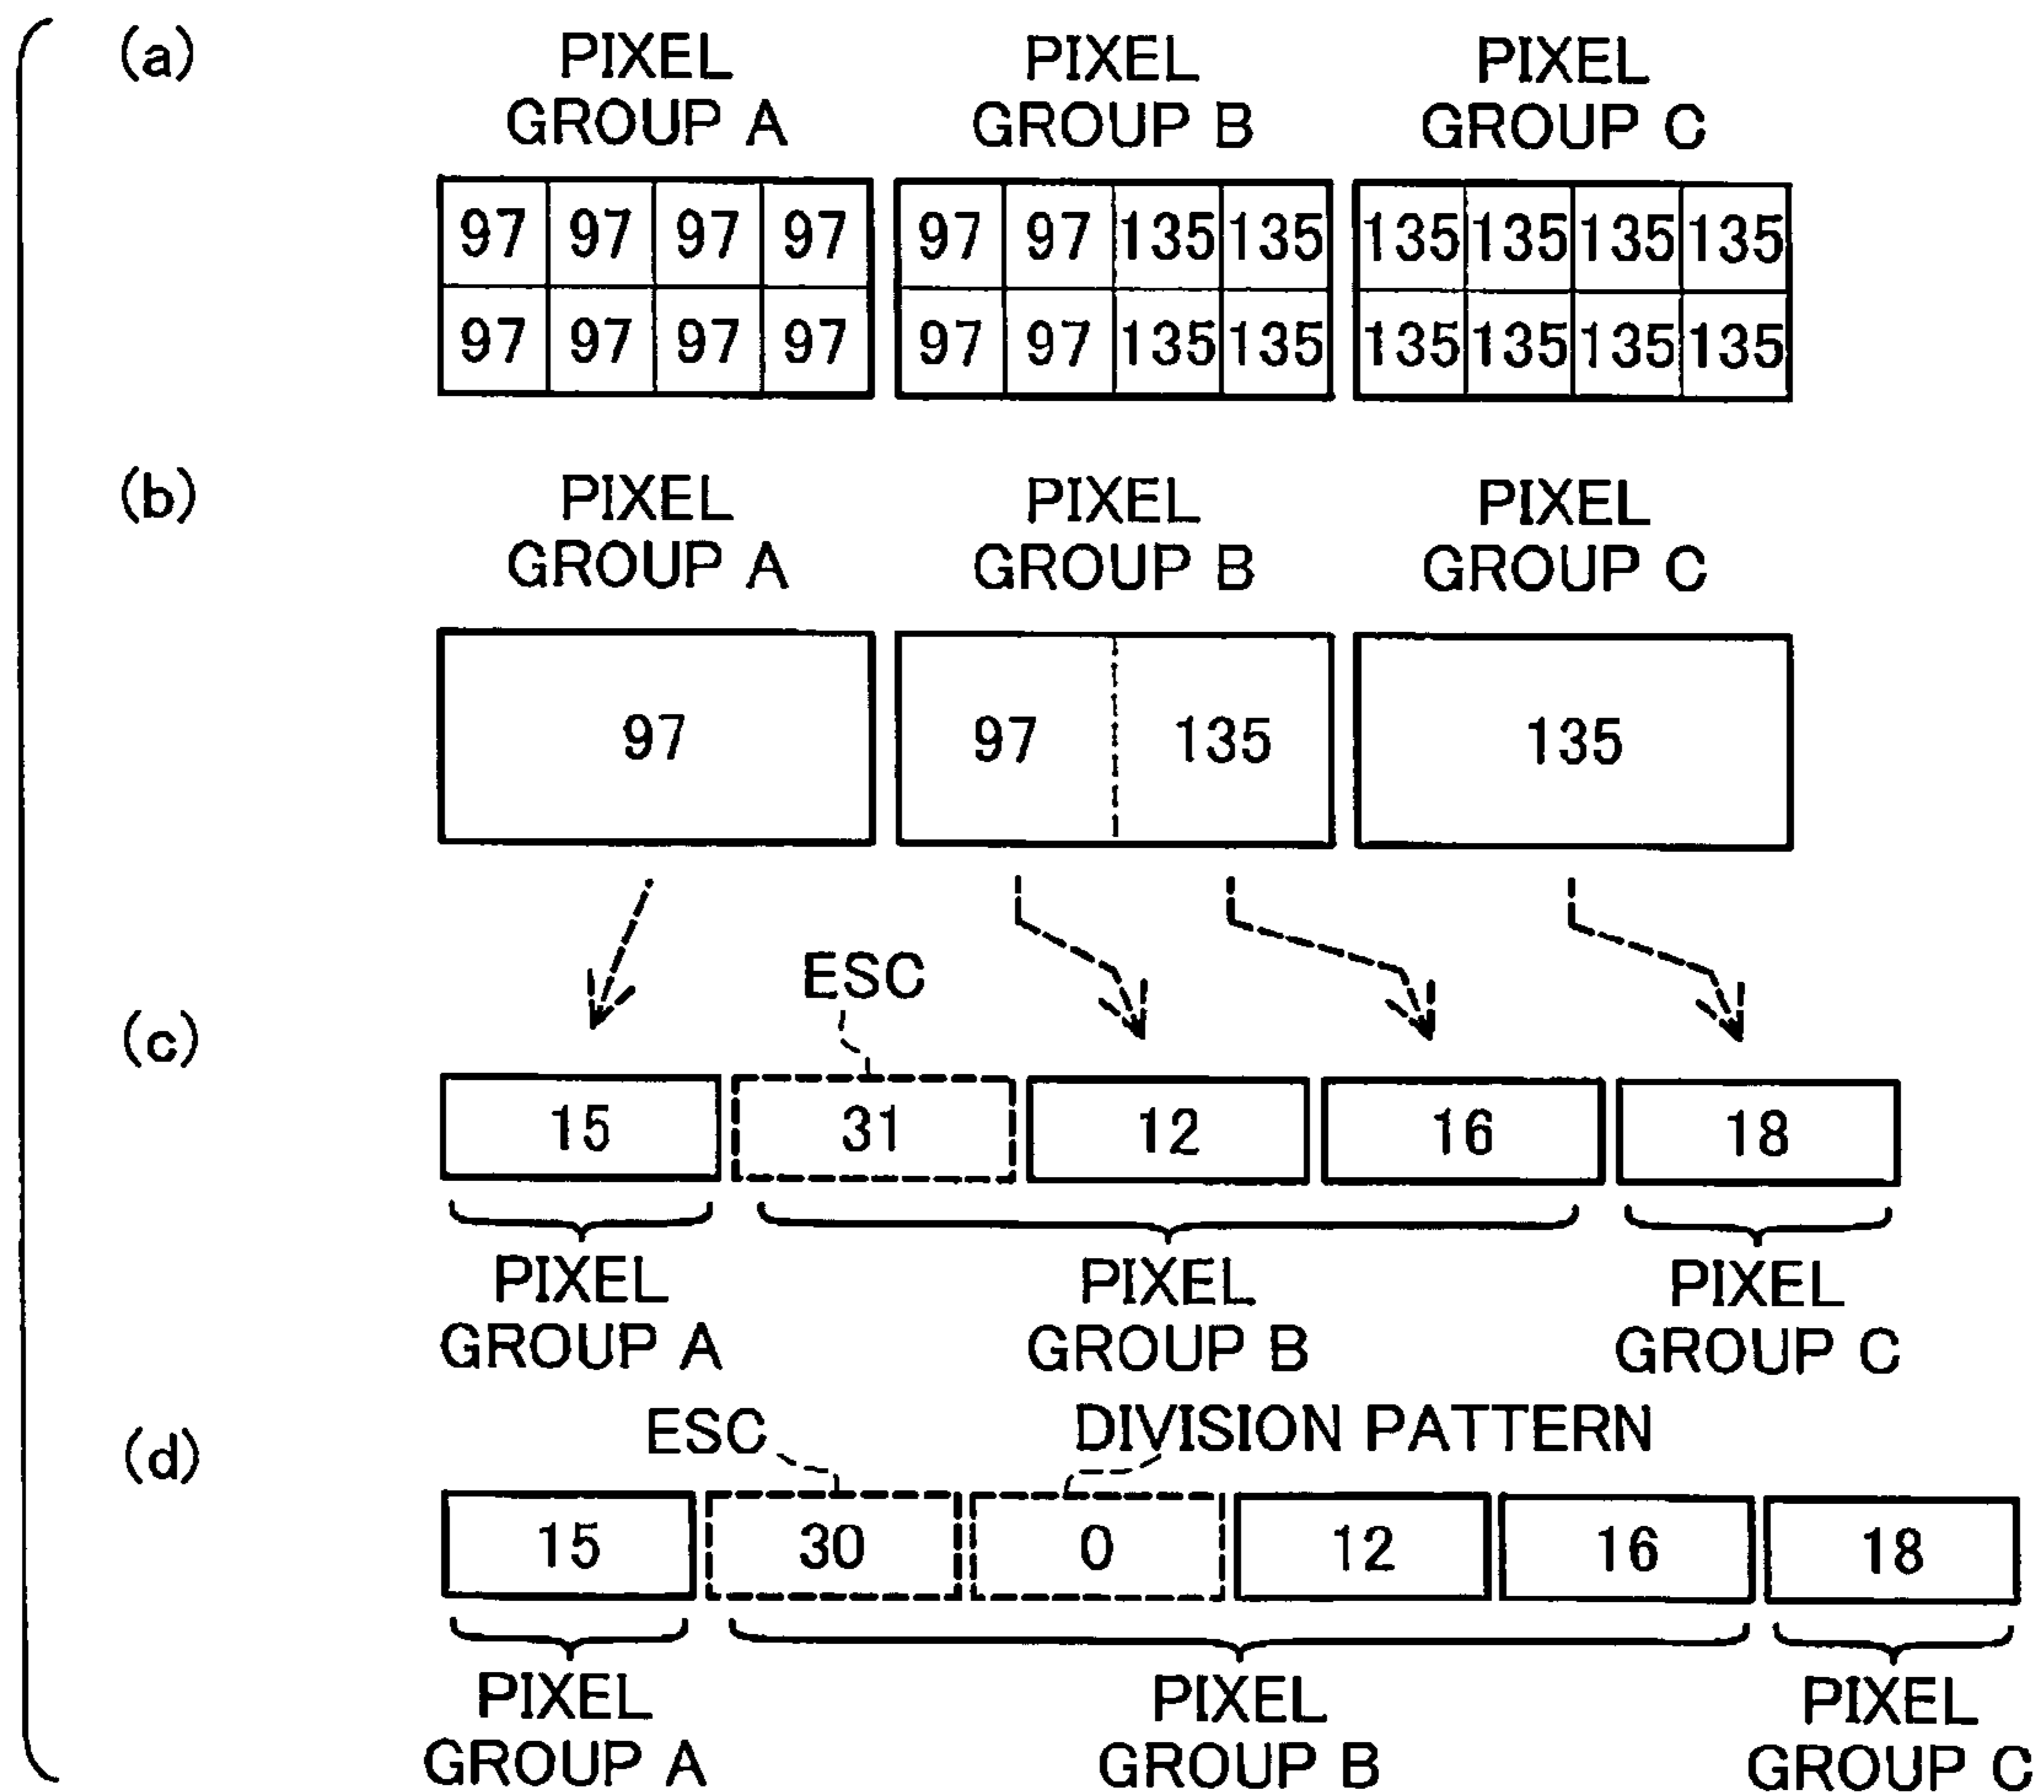 (a)
PIXEL GROUP A
PIXEL GROUP B
PIXEL GROUP C
97 97 97 97 97 97 135 135 135 135 135 135
97 97 97 97 97 97 135 135 135 135 135 135
(b)
PIXEL GROUP A
PIXEL GROUP B
PIXEL GROUP C
97 97 135 135
ESC
(c)
15 31 12 16 18
PIXEL GROUP A
PIXEL GROUP B
PIXEL GROUP C
(d)
ESC
DIVISION PATTERN
15 30 0 12 16 18
PIXEL GROUP A
PIXEL GROUP B
PIXEL GROUP C